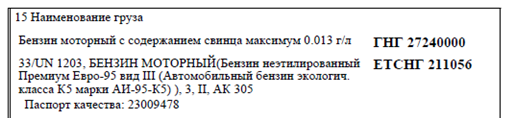 15 Наименование груза
Бензин моторный с содержанием свинца максимум 0.013 г/л ГНГ 27240000
33/UN 1203, БЕНЗИН МОТОРНЫЙ(Бензин неэтилированный ЕТСНГ 211056
Премиум Евро-95 вид III (Автомобильный бензин экологич.
класса К5 марки АИ-95-К5) ), 3, II, АК 305
Паспорт качества: 23009478